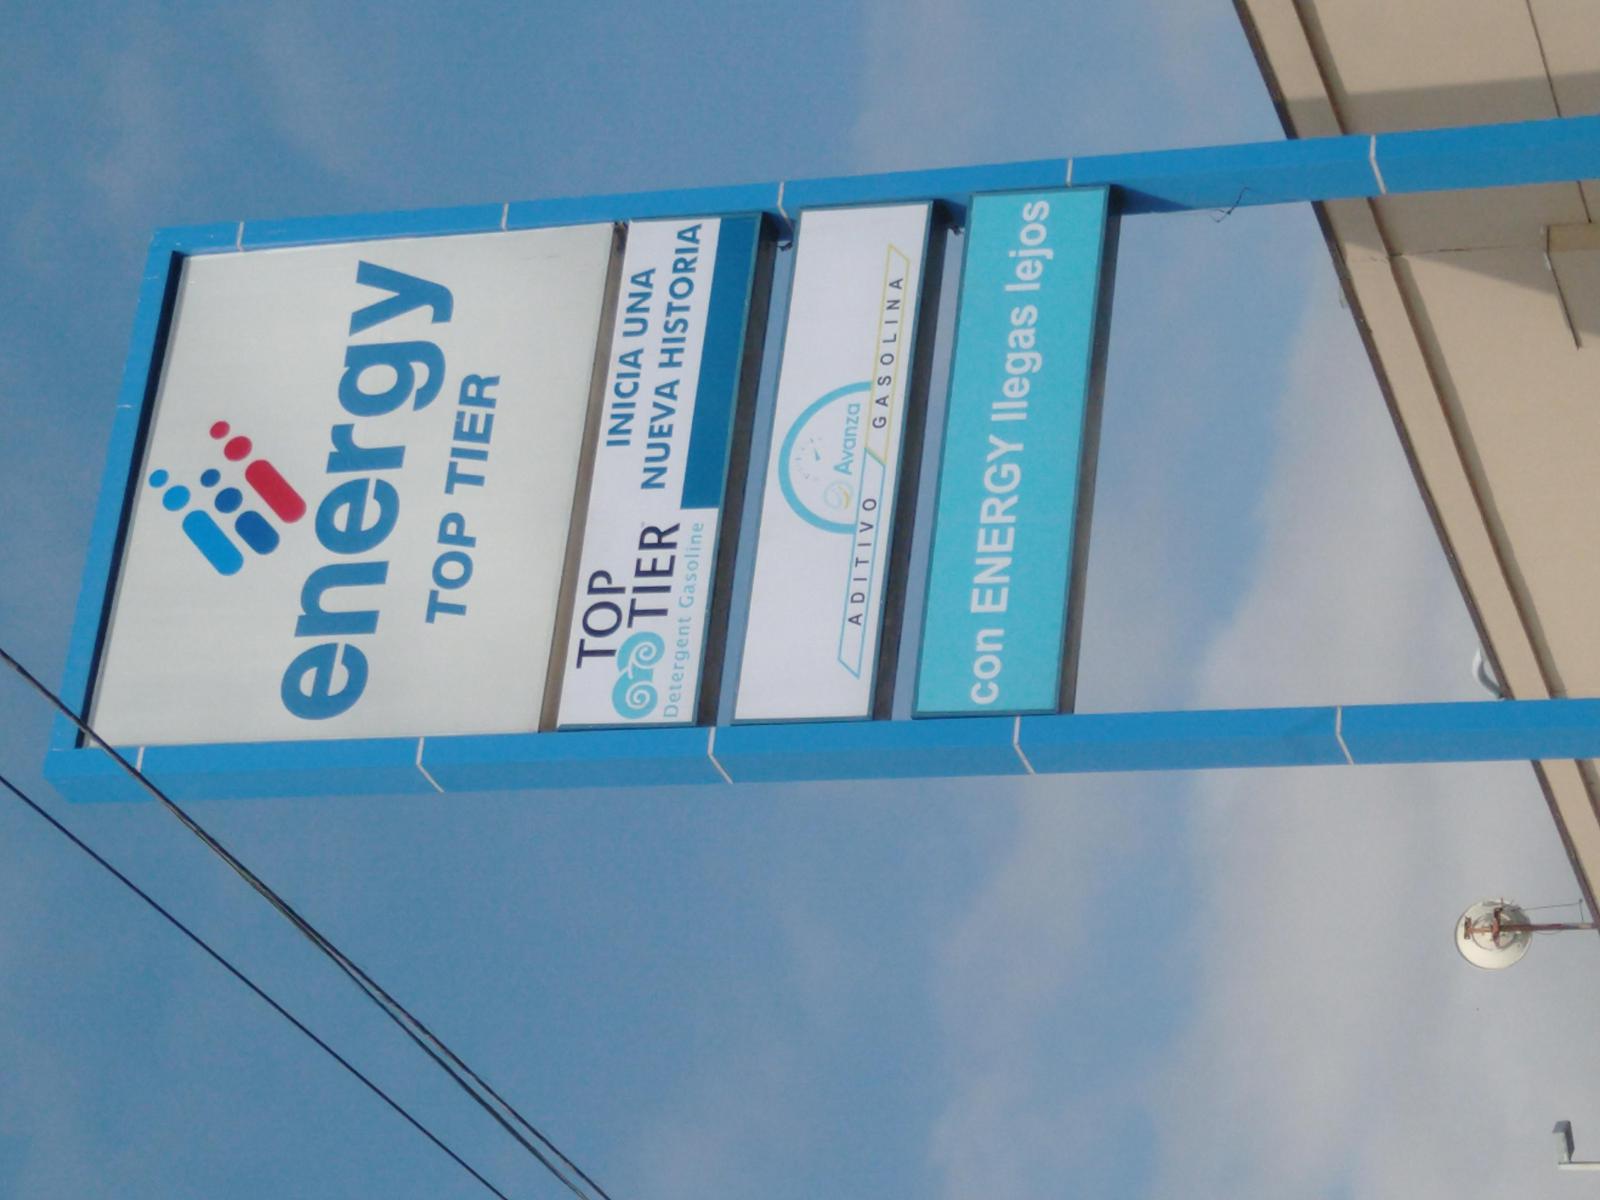 energy
TOP TIER
TOP
TIER
Detergent Gasoline
INICIA UNA
NUEVA HISTORIA
Avanza
ADITIVO GASOLINA
con ENERGY llegas lejos